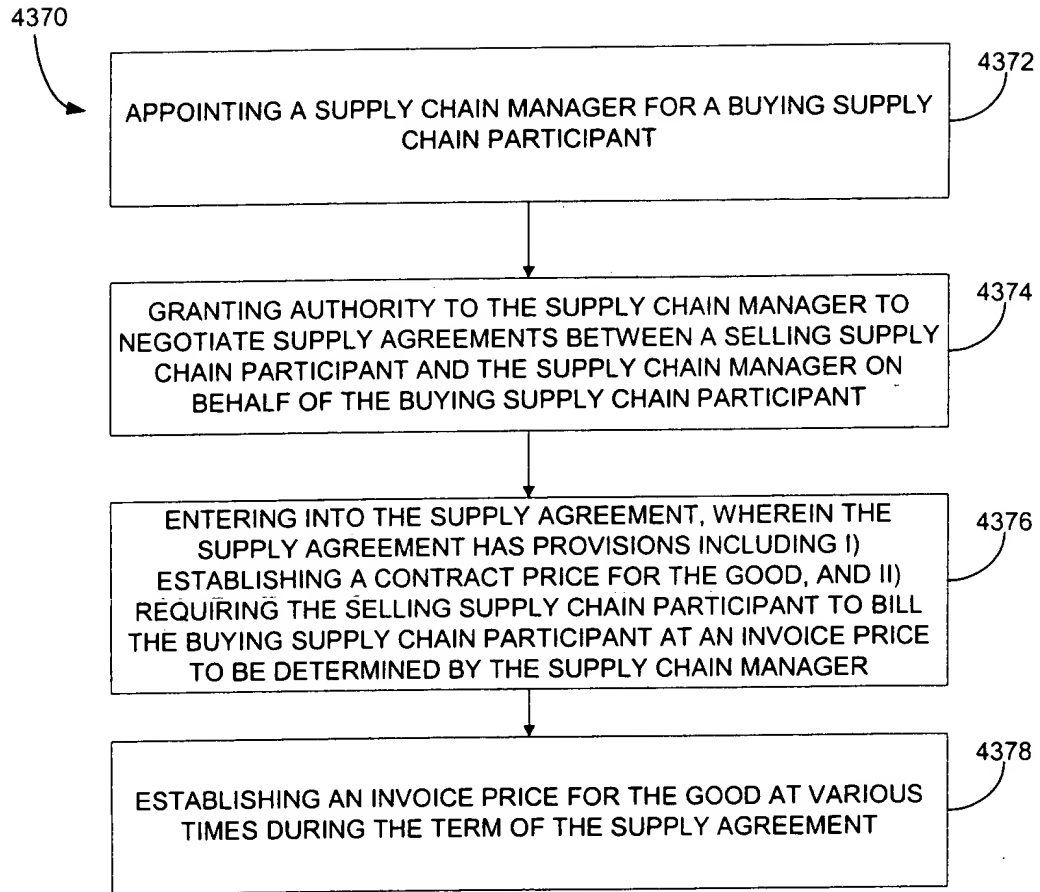 4370
4372
APPOINTING A SUPPLY CHAIN MANAGER FOR A BUYING SUPPLY
CHAIN PARTICIPANT
4374
GRANTING AUTHORITY TO THE SUPPLY CHAIN MANAGER TO
NEGOTIATE SUPPLY AGREEMENTS BETWEEN A SELLING SUPPLY
CHAIN PARTICIPANT AND THE SUPPLY CHAIN MANAGER ON
BEHALF OF THE BUYING SUPPLY CHAIN PARTICIPANT
4376
ENTERING INTO THE SUPPLY AGREEMENT, WHEREIN THE
SUPPLY AGREEMENT HAS PROVISIONS INCLUDING I)
ESTABLISHING A CONTRACT PRICE FOR THE GOOD, AND II)
REQUIRING THE SELLING SUPPLY CHAIN PARTICIPANT TO BILL
THE BUYING SUPPLY CHAIN PARTICIPANT AT AN INVOICE PRICE
TO BE DETERMINED BY THE SUPPLY CHAIN MANAGER
4378
ESTABLISHING AN INVOICE PRICE FOR THE GOOD AT VARIOUS
TIMES DURING THE TERM OF THE SUPPLY AGREEMENT